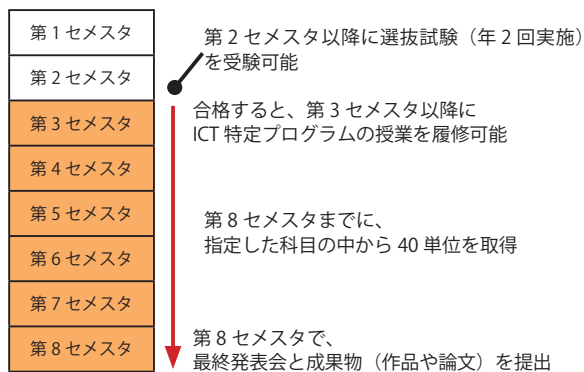 第 1 セメスタ
第 2 セメスタ
第 3 セメスタ
第 4 セメスタ
第 5 セメスタ
第 6 セメスタ
第 7 セメスタ
第 8 セメスタ
第 2 セメスタ以降に選抜試験（年 2 回実施）
を受験可能
合格すると、第 3 セメスタ以降に
ICT 特定プログラムの授業を履修可能
第 8 セメスタまでに、
指定した科目の中から 40 単位を取得
第 8 セメスタで、
最終発表会と成果物（作品や論文）を提出